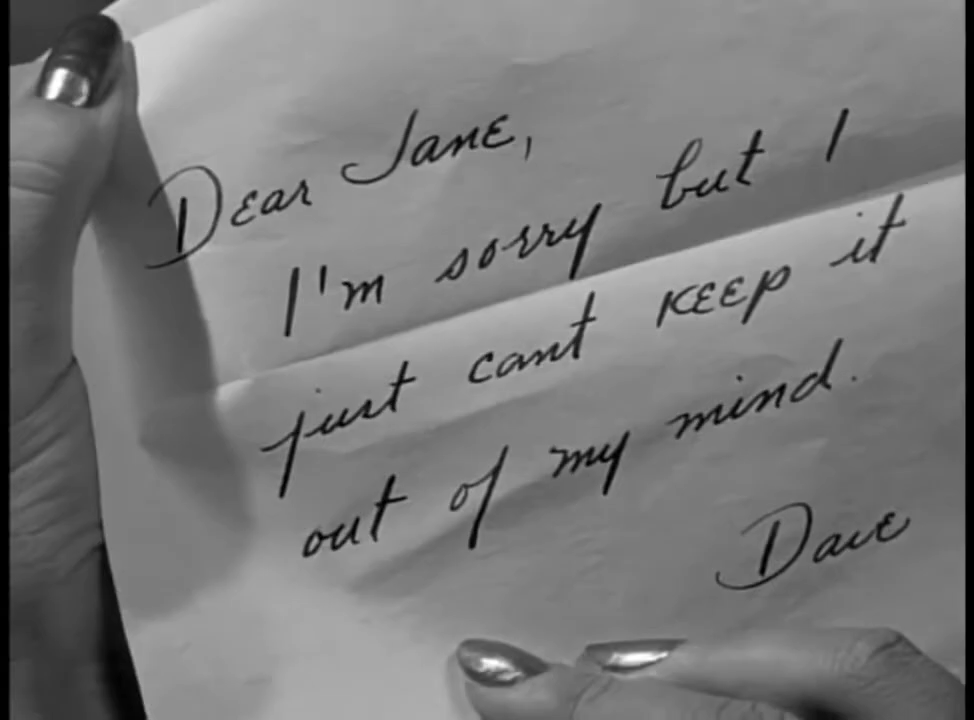 Dear Jane,
I'm sorry but I
just cant keep it
out of my mind.
Dave